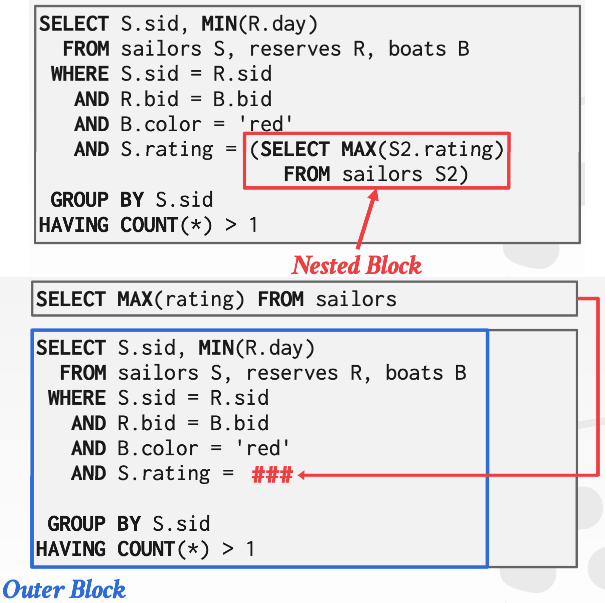 SELECT S.sid, MIN(R.day)
FROM sailors S, reserves R, boats B
WHERE S.sid = R.sid
AND R.bid = B.bid
AND B.color = 'red'
AND S.rating = (SELECT MAX(S2.rating)
FROM sailors S2)
GROUP BY S.sid
HAVING COUNT(*) > 1
Nested Block
SELECT MAX(rating) FROM sailors
SELECT S.sid, MIN(R.day)
FROM sailors S, reserves R, boats B
WHERE S.sid = R.sid
AND R.bid = B.bid
AND B.color = 'red'
AND S.rating = ###
GROUP BY S.sid
HAVING COUNT(*) > 1
Outer Block